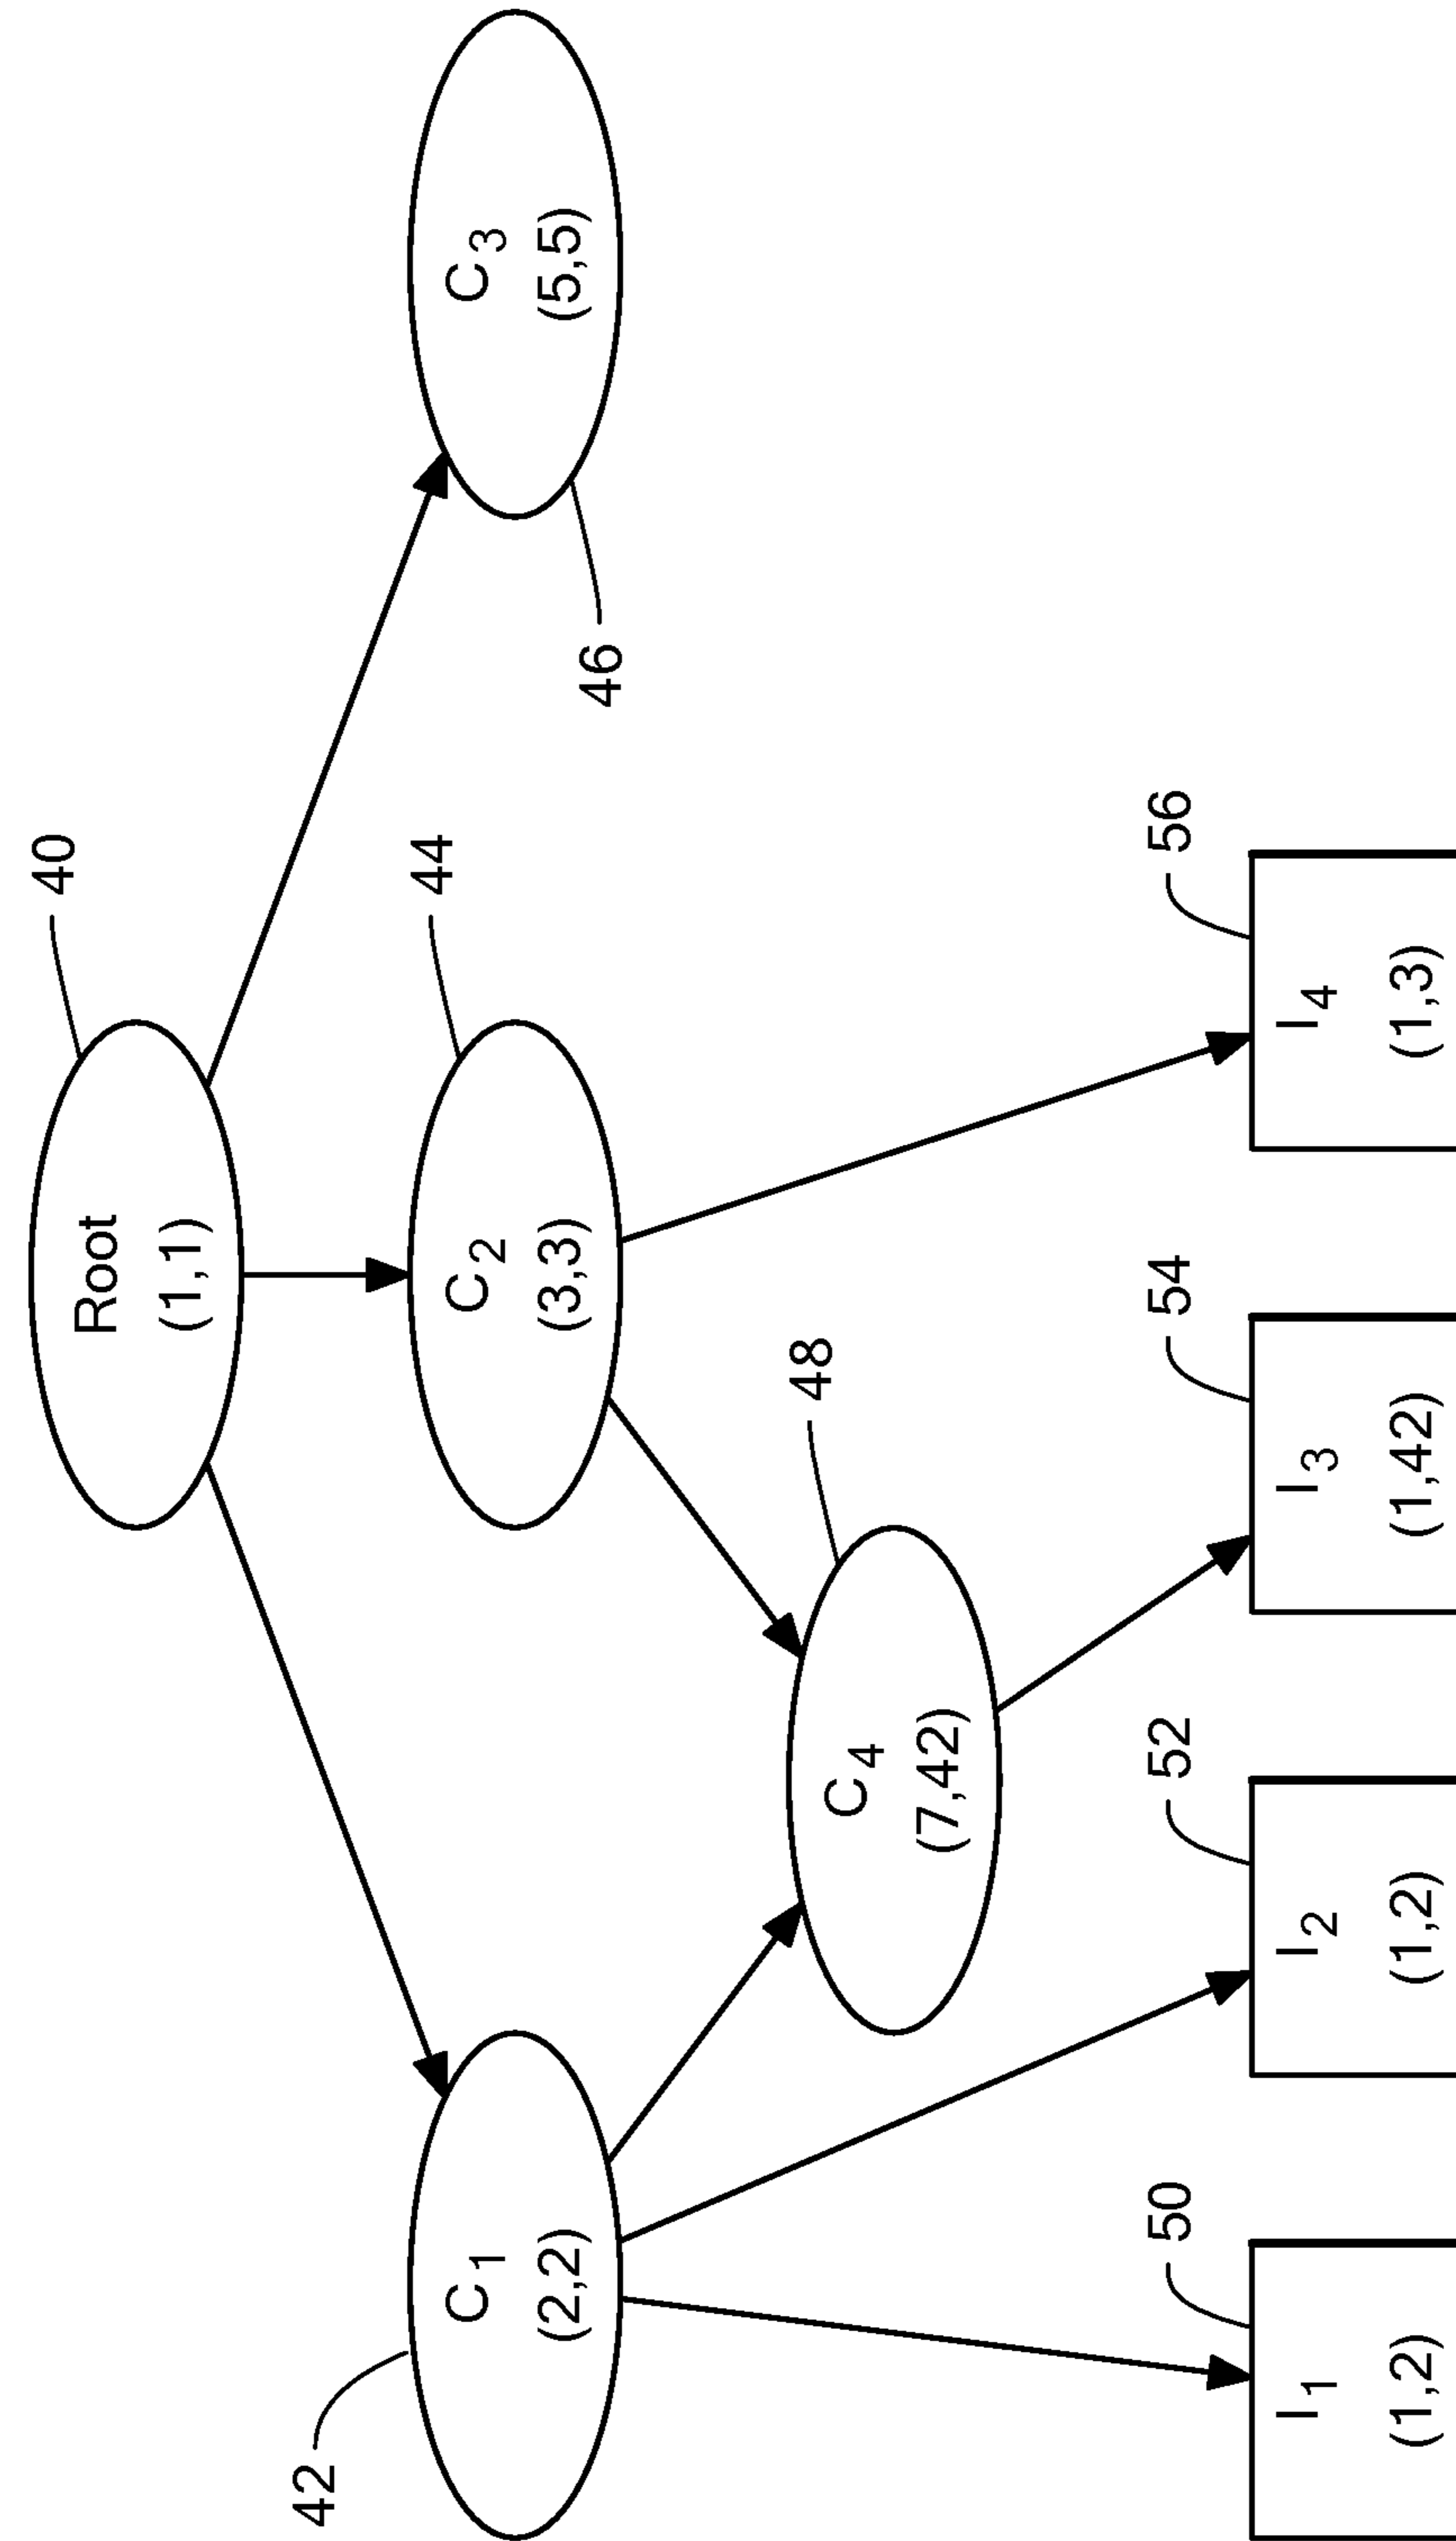 40
Root
(1,1)
42
C1
(2,2)
44
C2
(3,3)
46
C3
(5,5)
48
C4
(7,42)
50
I1
(1,2)
52
I2
(1,2)
54
I3
(1,42)
56
I4
(1,3)